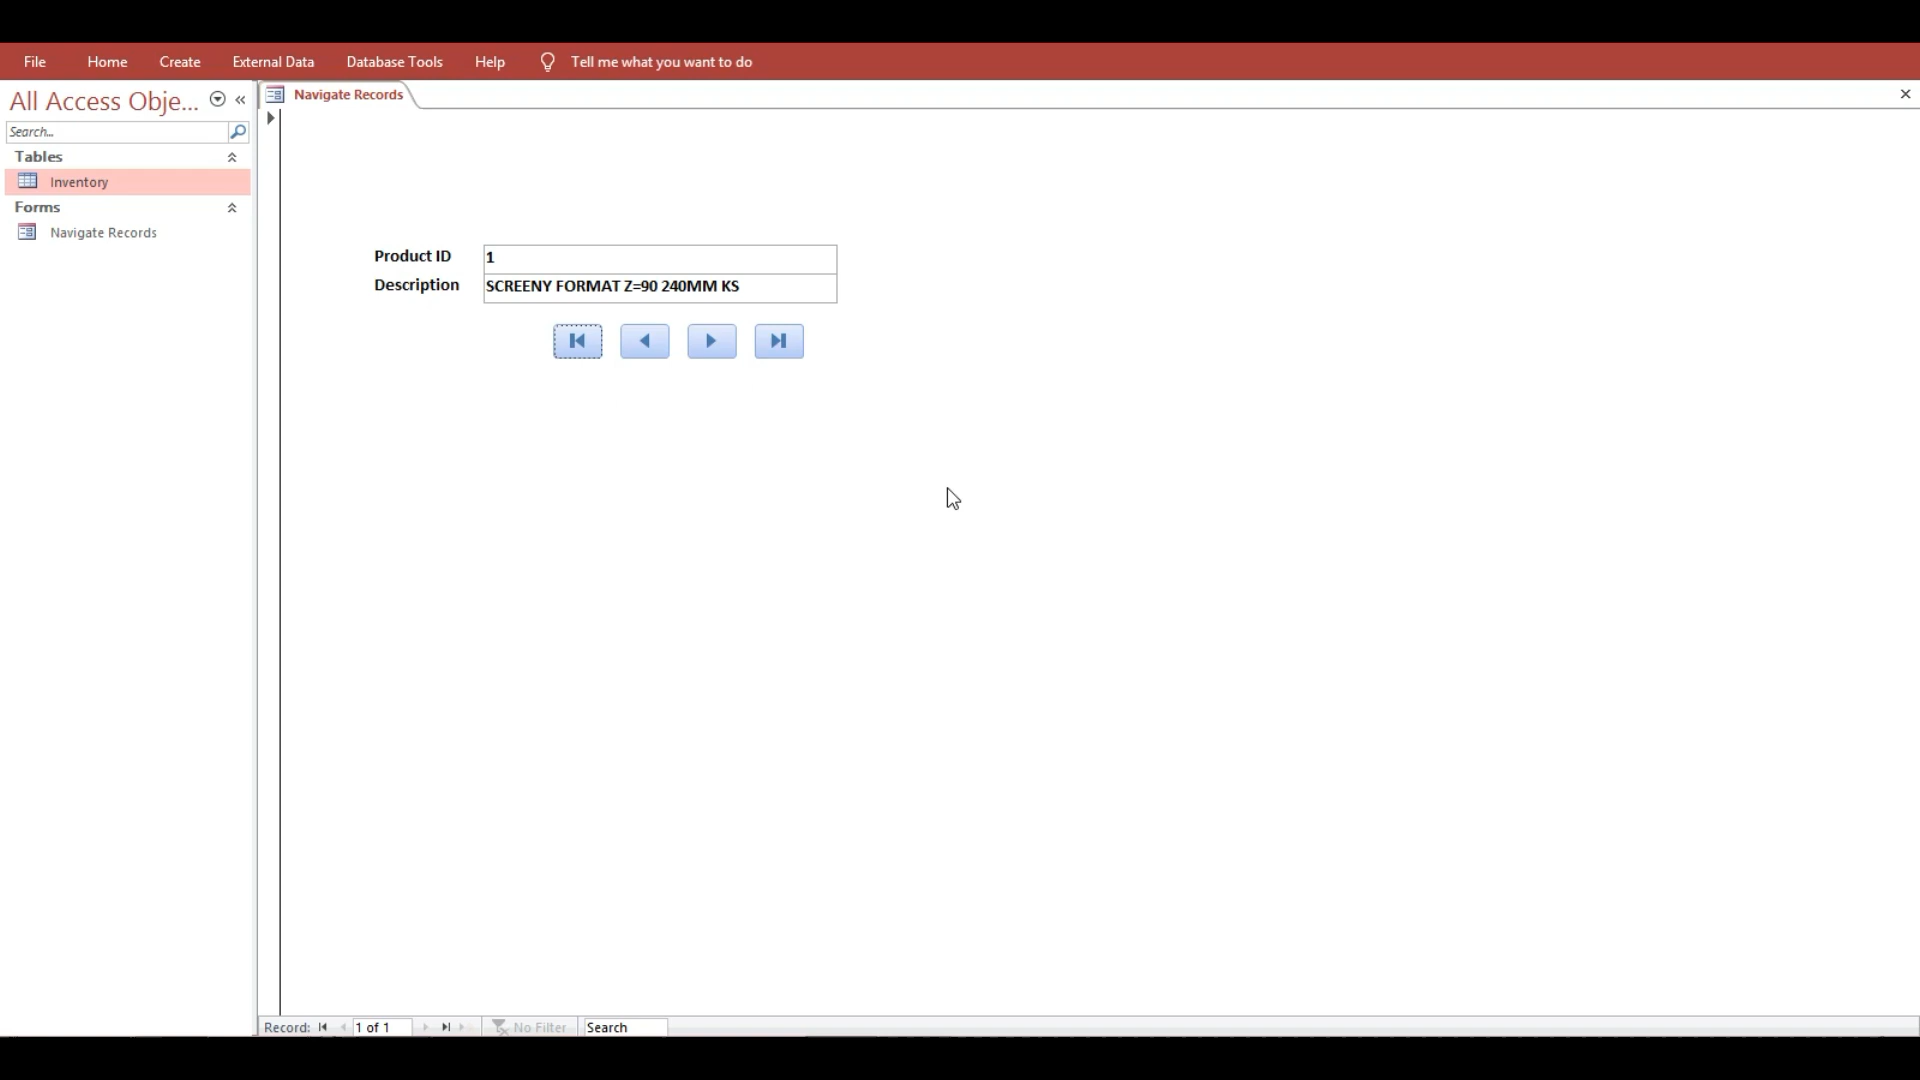 File Home Create External Data Database Tools Help Tell me what you want to do
All Access Obje...
Search...
Tables
Inventory
Forms
Navigate Records
Navigate Records
Product ID 1
Description SCREENY FORMAT Z=90 240MM KS
Record: 1 of 1 No Filter Search